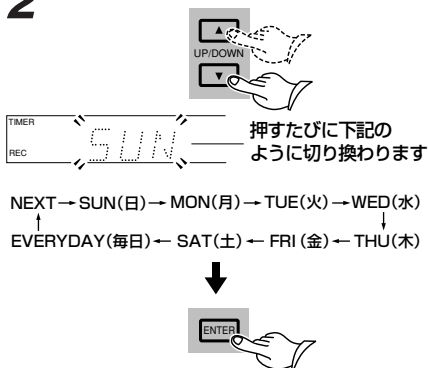 2
UP/DOWN
TIMER
REC
SUN
押すたびに下記の
ように切り換わります
NEXT→SUN(日)→MON(月)→TUE(火)→WED(水)
EVERYDAY(毎日)←SAT(土)←FRI(金)←THU(木)
ENTER